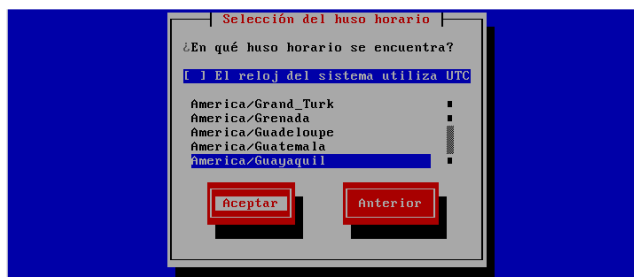 Selección del huso horario
¿En qué huso horario se encuentra?
[ ] El reloj del sistema utiliza UTC
America/Grand_Turk
America/Grenada
America/Guadeloupe
America/Guatemala
America/Guayaquil
Aceptar Anterior